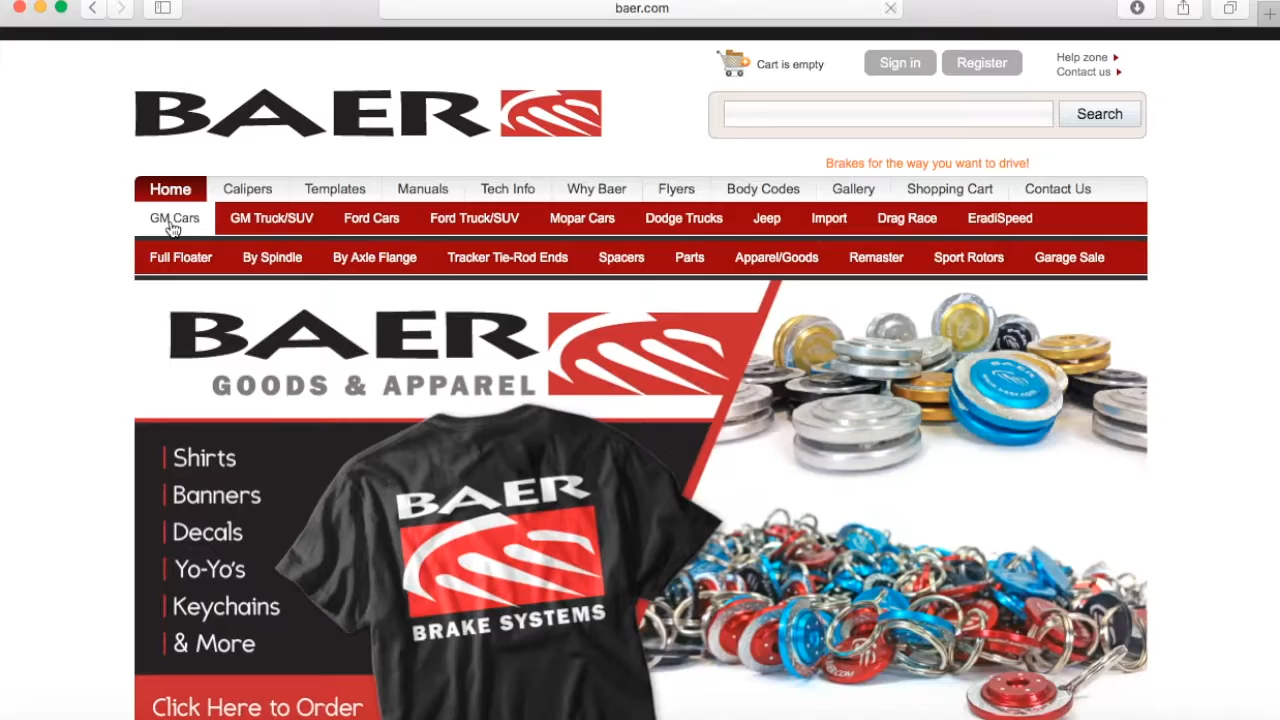 baer.com
Cart is empty
Sign in
Register
Help zone
Contact us
BAER
Search
Brakes for the way you want to drive!
Home Calipers Templates Manuals Tech Info Why Baer Flyers Body Codes Gallery Shopping Cart Contact Us
GM Cars GM Truck/SUV Ford Cars Ford Truck/SUV Mopar Cars Dodge Trucks Jeep Import Drag Race EradiSpeed
Full Floater By Spindle By Axle Flange Tracker Tie-Rod Ends Spacers Parts Apparel/Goods Remaster Sport Rotors Garage Sale
BAER
GOODS & APPAREL
Shirts
Banners
Decals
Yo-Yo's
Keychains
& More
Click Here to Order
BAER
BRAKE SYSTEMS
BAER